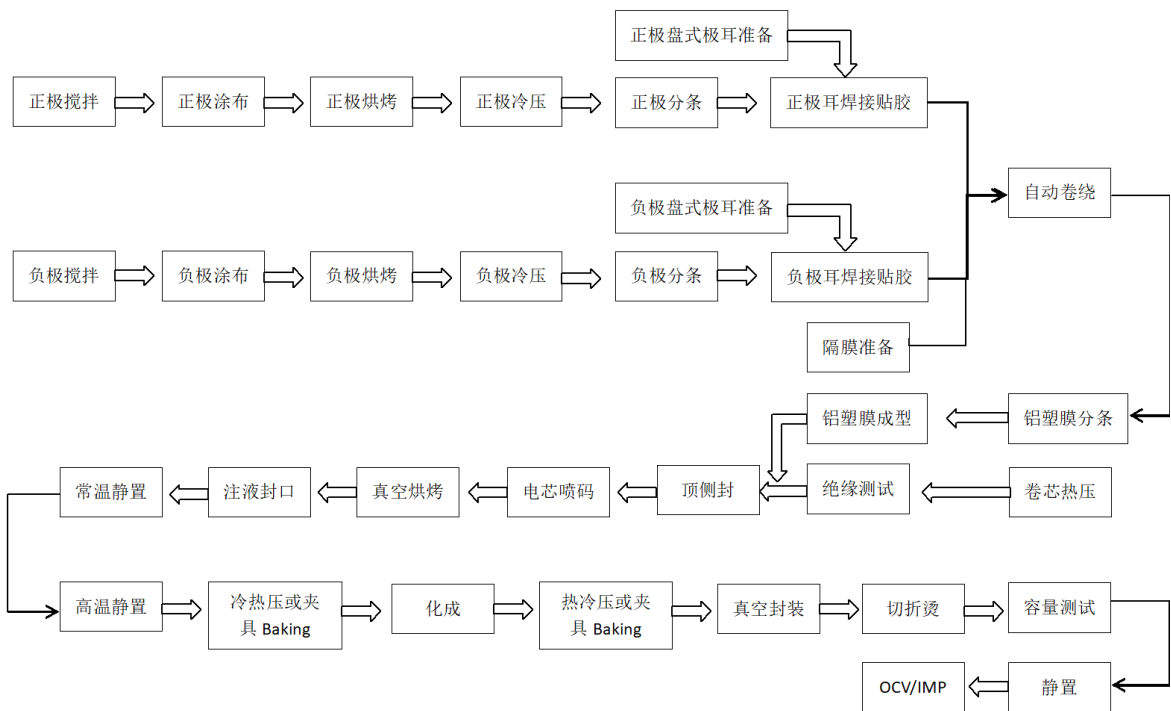 正极盘式极耳准备
正极搅拌
正极涂布
正极烘烤
正极冷压
正极分条
正极耳焊接贴胶
自动卷绕
负极盘式极耳准备
负极搅拌
负极涂布
负极烘烤
负极冷压
负极分条
负极耳焊接贴胶
隔膜准备
铝塑膜成型
铝塑膜分条
常温静置
注液封口
真空烘烤
电芯喷码
顶侧封
绝缘测试
卷芯热压
高温静置
冷热压或夹
具 Baking
化成
热冷压或夹
具 Baking
真空封装
切折烫
容量测试
OCV/IMP
静置